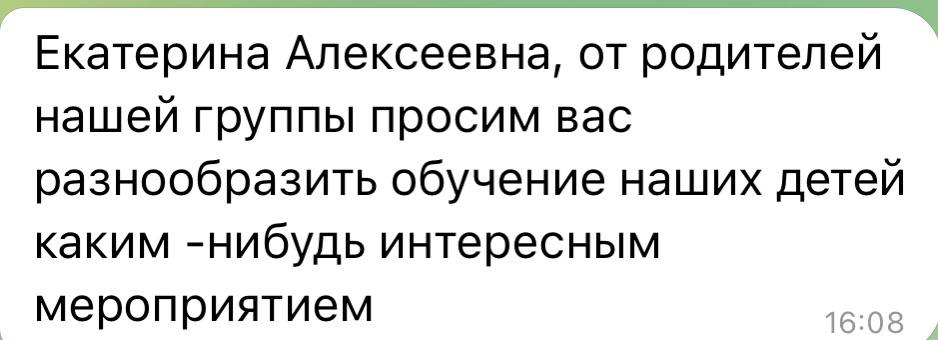 Екатерина Алексеевна, от родителей
нашей группы просим вас
разнообразить обучение наших детей
каким -нибудь интересным
мероприятием
16:08